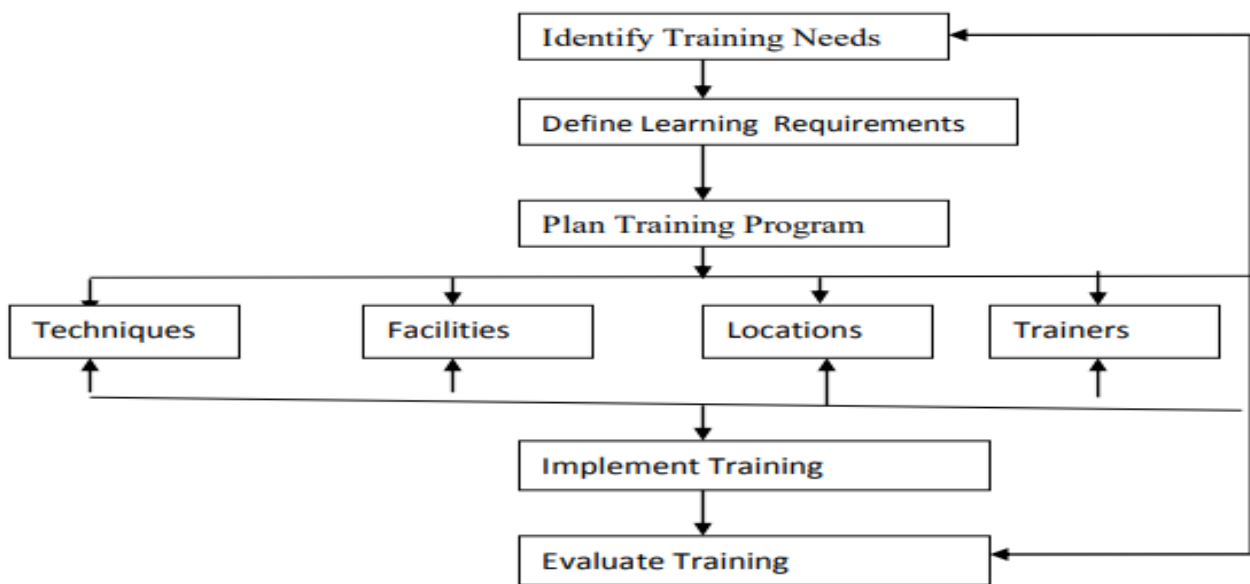 Identify Training Needs
Define Learning Requirements
Plan Training Program
Techniques
Facilities
Locations
Trainers
Implement Training
Evaluate Training